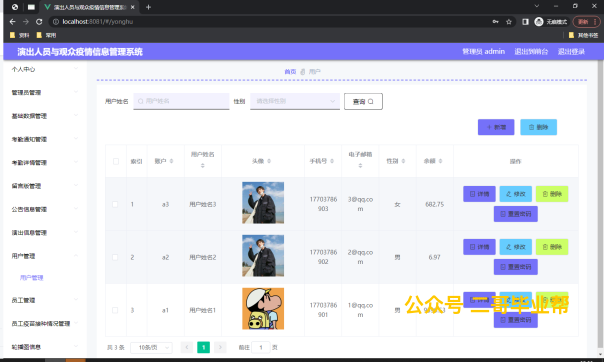 演出人员与观众疫情信息管理系
localhost:8081/#/yonghu
无痕模式
更新
资料
常用
其他书签
演出人员与观众疫情信息管理系统
管理员 admin
退出到前台
退出登录
个人中心
首页
用户
管理员管理
用户姓名
用户姓名
性别
请选择性别
查询
基础数据管理
新增
删除
考勤通知管理
索引
账户
用户姓名
头像
手机号
电子邮箱
性别
余额
操作
考勤详情管理
留言板管理
1
a3
用户姓名3
17703786903
3@qq.com
女
682.75
详情
修改
删除
重置密码
公告信息管理
演出信息管理
用户管理
2
a2
用户姓名2
17703786902
2@qq.com
男
6.97
详情
修改
删除
重置密码
用户管理
员工管理
3
a1
用户姓名1
17703786901
1@qq.com
男
公众号 二哥毕业帮
重置密码
员工疫苗接种情况管理
轮播图信息
共 3 条
10条/页
1
前往
1
页